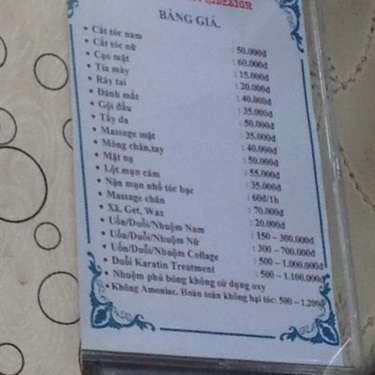 BẢNG GIÁ.
• Cắt tóc nam : 50.000đ
• Cắt tóc nữ : 60.000đ
• Cạo mặt : 15.000đ
• Tỉa mày : 20.000đ
• Ráy tai : 40.000đ
• Đánh mắt : 35.000đ
• Gội đầu : 50.000đ
• Tẩy da : 35.000đ
• Massage mặt : 40.000đ
• Móng chân,tay : 50.000đ
• Mặt nạ : 55.000đ
• Lột mụn cám : 35.000đ
• Nặn mụn nhổ tóc bạc : 60đ/1h
• Massage chân : 70.000đ
• Xả, Get, Wax : 20.000đ
• Uốn/Duỗi/Nhuộm Nam : 150 – 300.000đ
• Uốn/Duỗi/Nhuộm Nữ : 300 – 700.000đ
• Uốn/Duỗi/Nhuộm Collage : 500 – 1.000.000đ
• Duỗi Karatin Treatment : 500 – 1.100.000đ
• Nhuộm phủ bóng không sử dụng oxy
• Không Amoniac. Hoàn toàn không hại tóc: 500 – 1.200